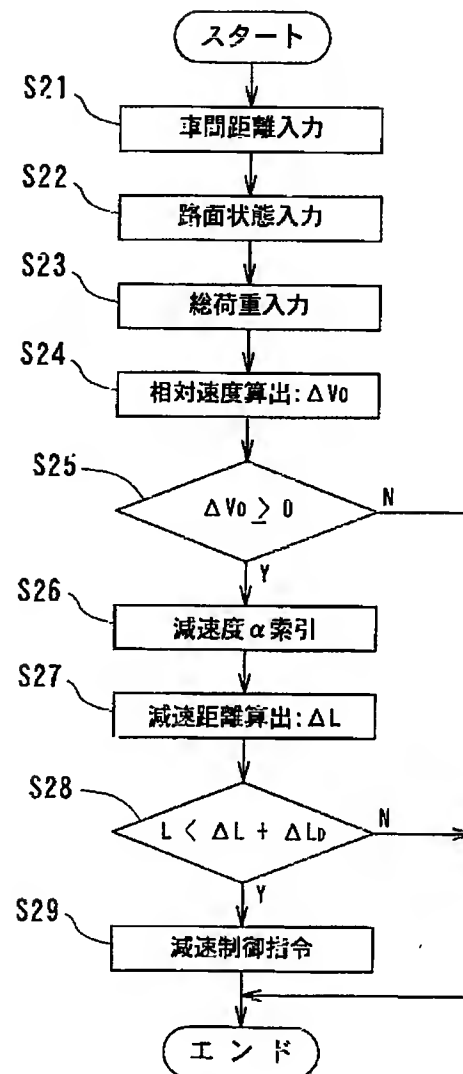 スタート
S21
車間距離入力
S22
路面状態入力
S23
総荷重入力
S24
相対速度算出:ΔV0
S25
ΔV0 ≧ 0
N
Y
S26
減速度α索引
S27
減速距離算出:ΔL
S28
L < ΔL + ΔLD
N
Y
S29
減速制御指令
エンド